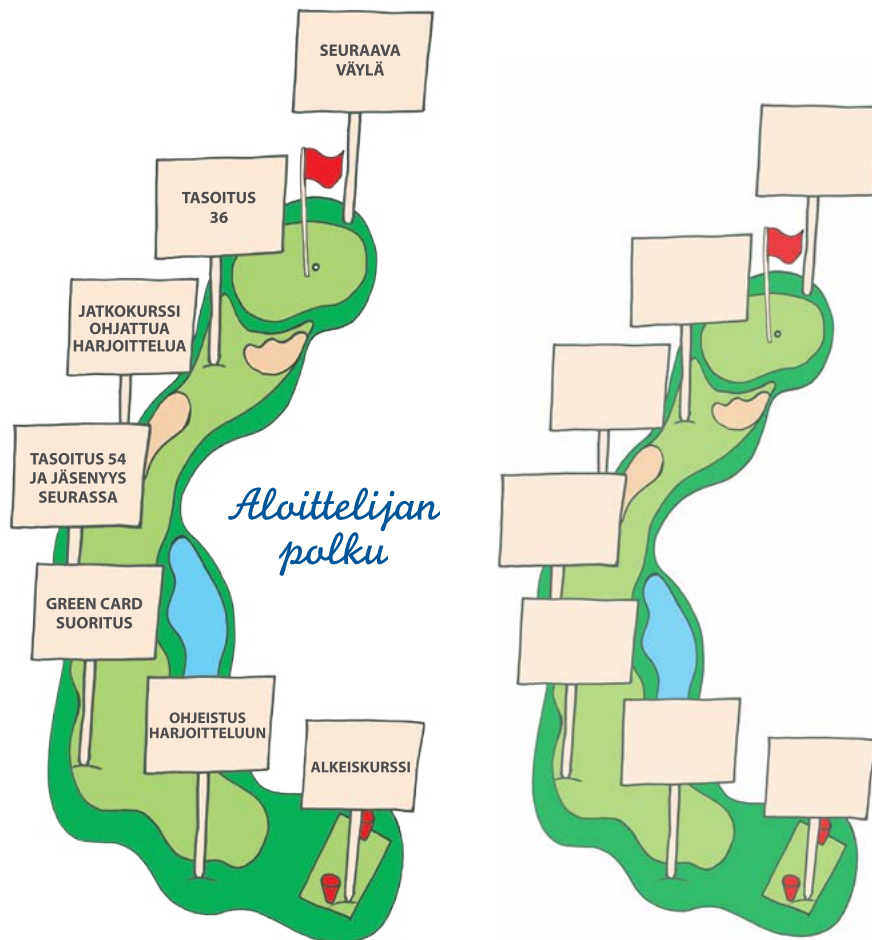 SEURAAVA
VÄYLÄ
TASOITUS
36
JATKOKURSSI
OHJATTUA
HARJOITTELUA
TASOITUS 54
JA JÄSENYYS
SEURASSA
Aloittelijan
polku
GREEN CARD
SUORITUS
OHJEISTUS
HARJOITTELUUN
ALKEISKURSSI